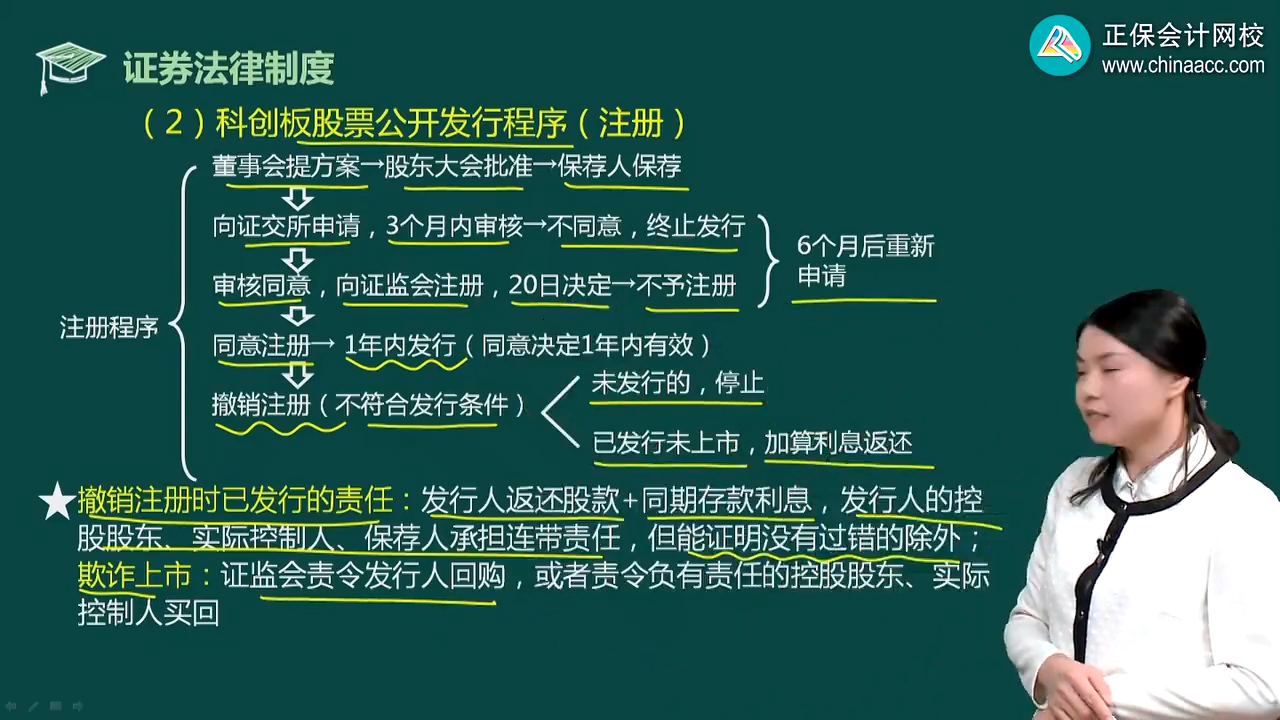 正保会计网校
www.chinaacc.com
证券法律制度
（2）科创板股票公开发行程序（注册）
董事会提方案→股东大会批准→保荐人保荐
向证交所申请，3个月内审核→不同意，终止发行
6个月后重新
申请
审核同意，向证监会注册，20日决定→不予注册
注册程序
同意注册→ 1年内发行（同意决定1年内有效）
撤销注册（不符合发行条件）
未发行的，停止
已发行未上市，加算利息返还
★撤销注册时已发行的责任：发行人返还股款+同期存款利息，发行人的控
股股东、实际控制人、保荐人承担连带责任，但能证明没有过错的除外；
欺诈上市：证监会责令发行人回购，或者责令负有责任的控股股东、实际
控制人买回